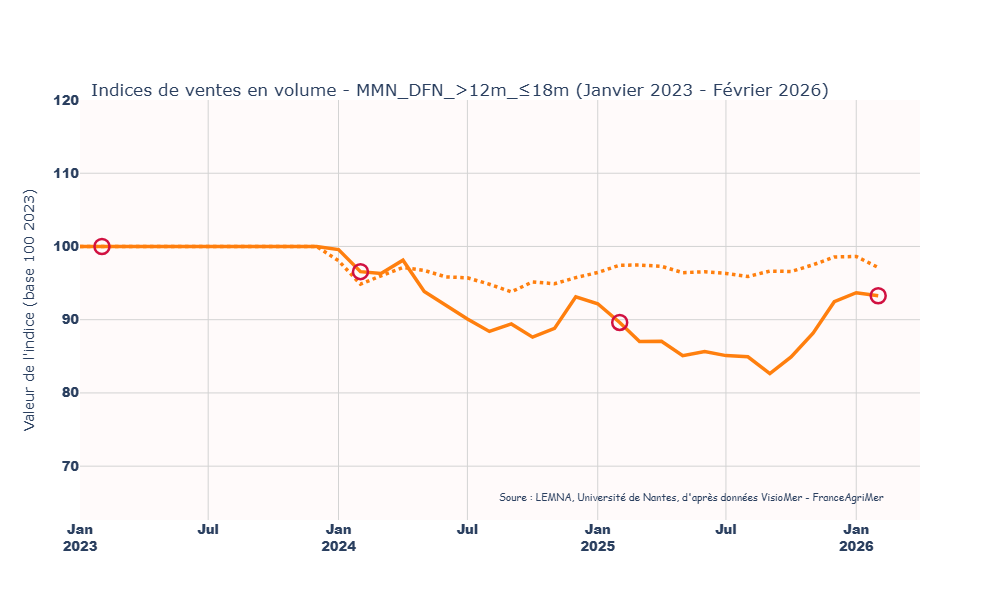 Indices de ventes en volume - MMN_DFN_>12m_≤18m (Janvier 2023 - Février 2026)
Valeur de l'indice (base 100 2023)
120
110
100
90
80
70
Soure : LEMNA, Université de Nantes, d'après données VisioMer - FranceAgriMer
Jan Jul Jan Jul Jan Jul Jan
2023 2024 2025 2026